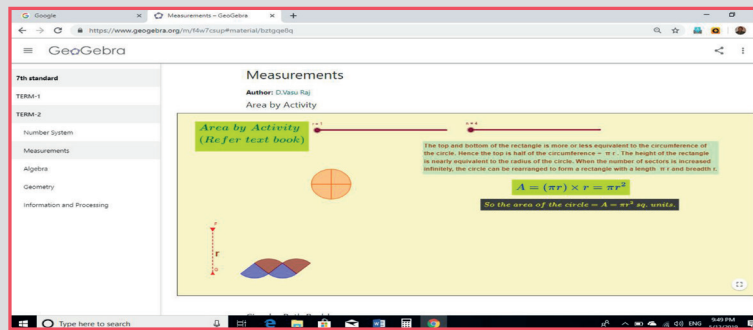 Google
Measurements – GeoGebra
https://www.geogebra.org/m/f4w7csup#material/bztgqe8q
GeoGebra
7th standard
TERM-1
TERM-2
Number System
Measurements
Algebra
Geometry
Information and Processing
Measurements
Author: D.Vasu Raj
Area by Activity
Area by Activity
(Refer text book)
The top and bottom of the rectangle is more or less equivalent to the circumference of
the circle. Hence the top is half of the circumference = π r. The height of the rectangle
is nearly equivalent to the radius of the circle. When the number of sectors is increased
infinitely, the circle can be rearranged to form a rectangle with a length π r and breadth r.
A = (πr) × r = πr²
So the area of the circle = A = πr² sq. units.
r
Type here to search
ENG
9:49 PM